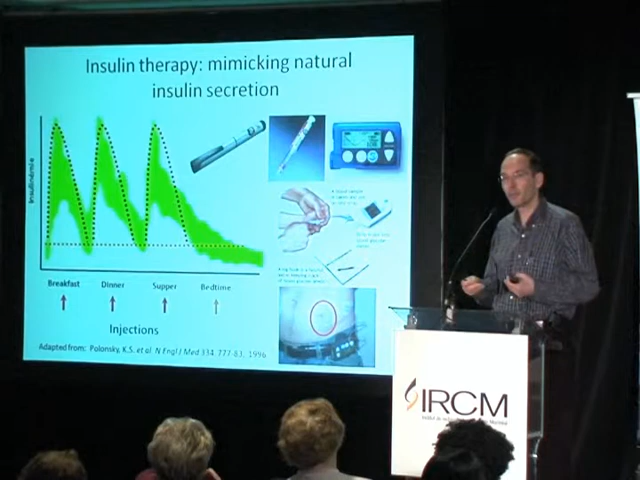 Insulin therapy: mimicking natural
insulin secretion
Insulinémie
Breakfast
Dinner
Supper
Bedtime
Injections
Adapted from: Polonsky, K.S. et al. N Engl J Med 334:777-83, 1996
IRCM